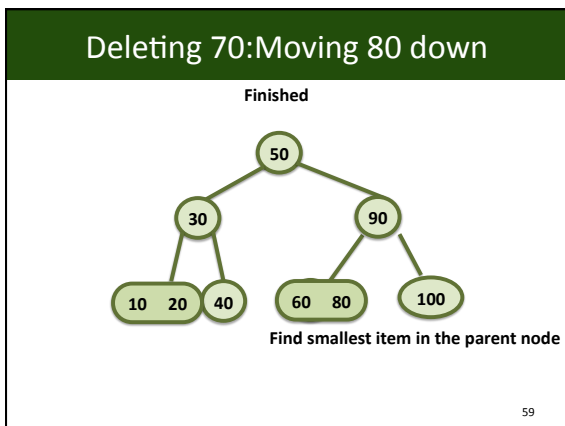 Deleting 70:Moving 80 down
Finished
50
30 90
10 20 40 60 80 100
Find smallest item in the parent node
59